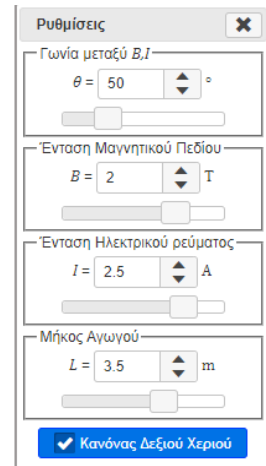 Ρυθμίσεις
Γωνία μεταξύ B,I
θ = 50 °
Ένταση Μαγνητικού Πεδίου
B = 2 T
Ένταση Ηλεκτρικού ρεύματος
I = 2.5 A
Μήκος Αγωγού
L = 3.5 m
Κανόνας Δεξιού Χεριού